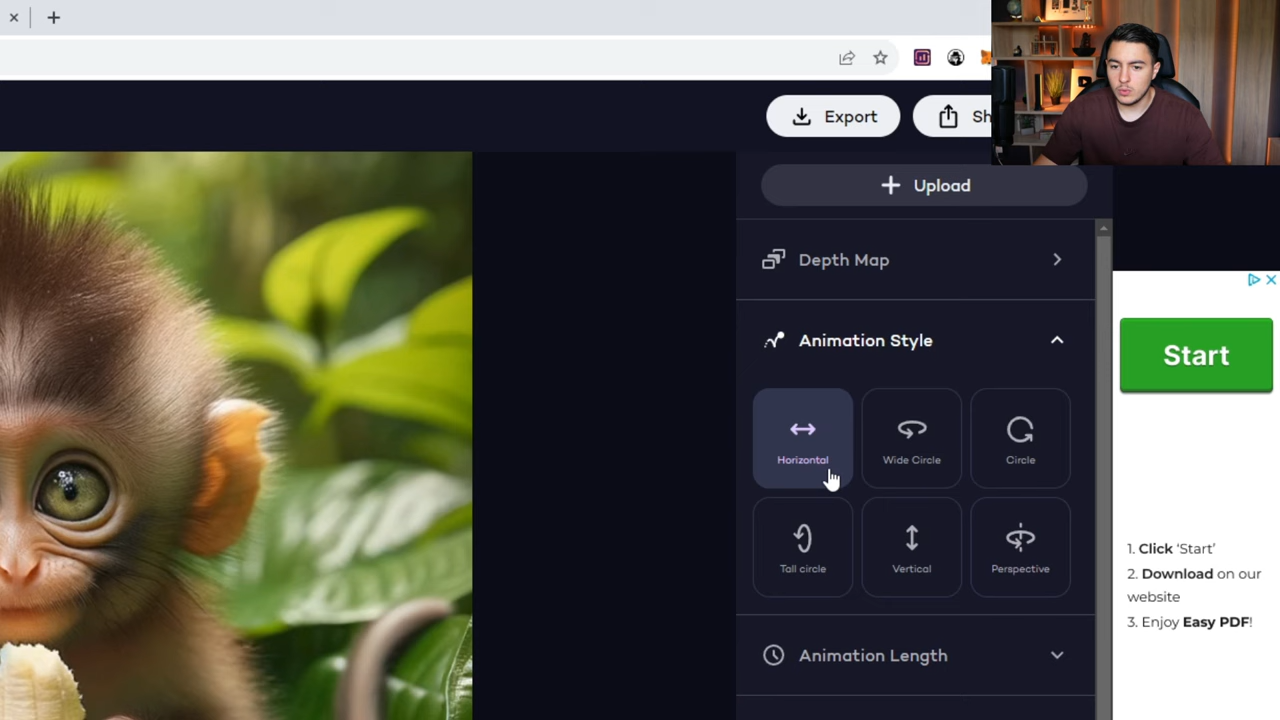 Export
Sh
Upload
Depth Map
Animation Style
Horizontal
Wide Circle
Circle
Tall circle
Vertical
Perspective
Animation Length
Start
1. Click ‘Start’
2. Download on our
website
3. Enjoy Easy PDF!